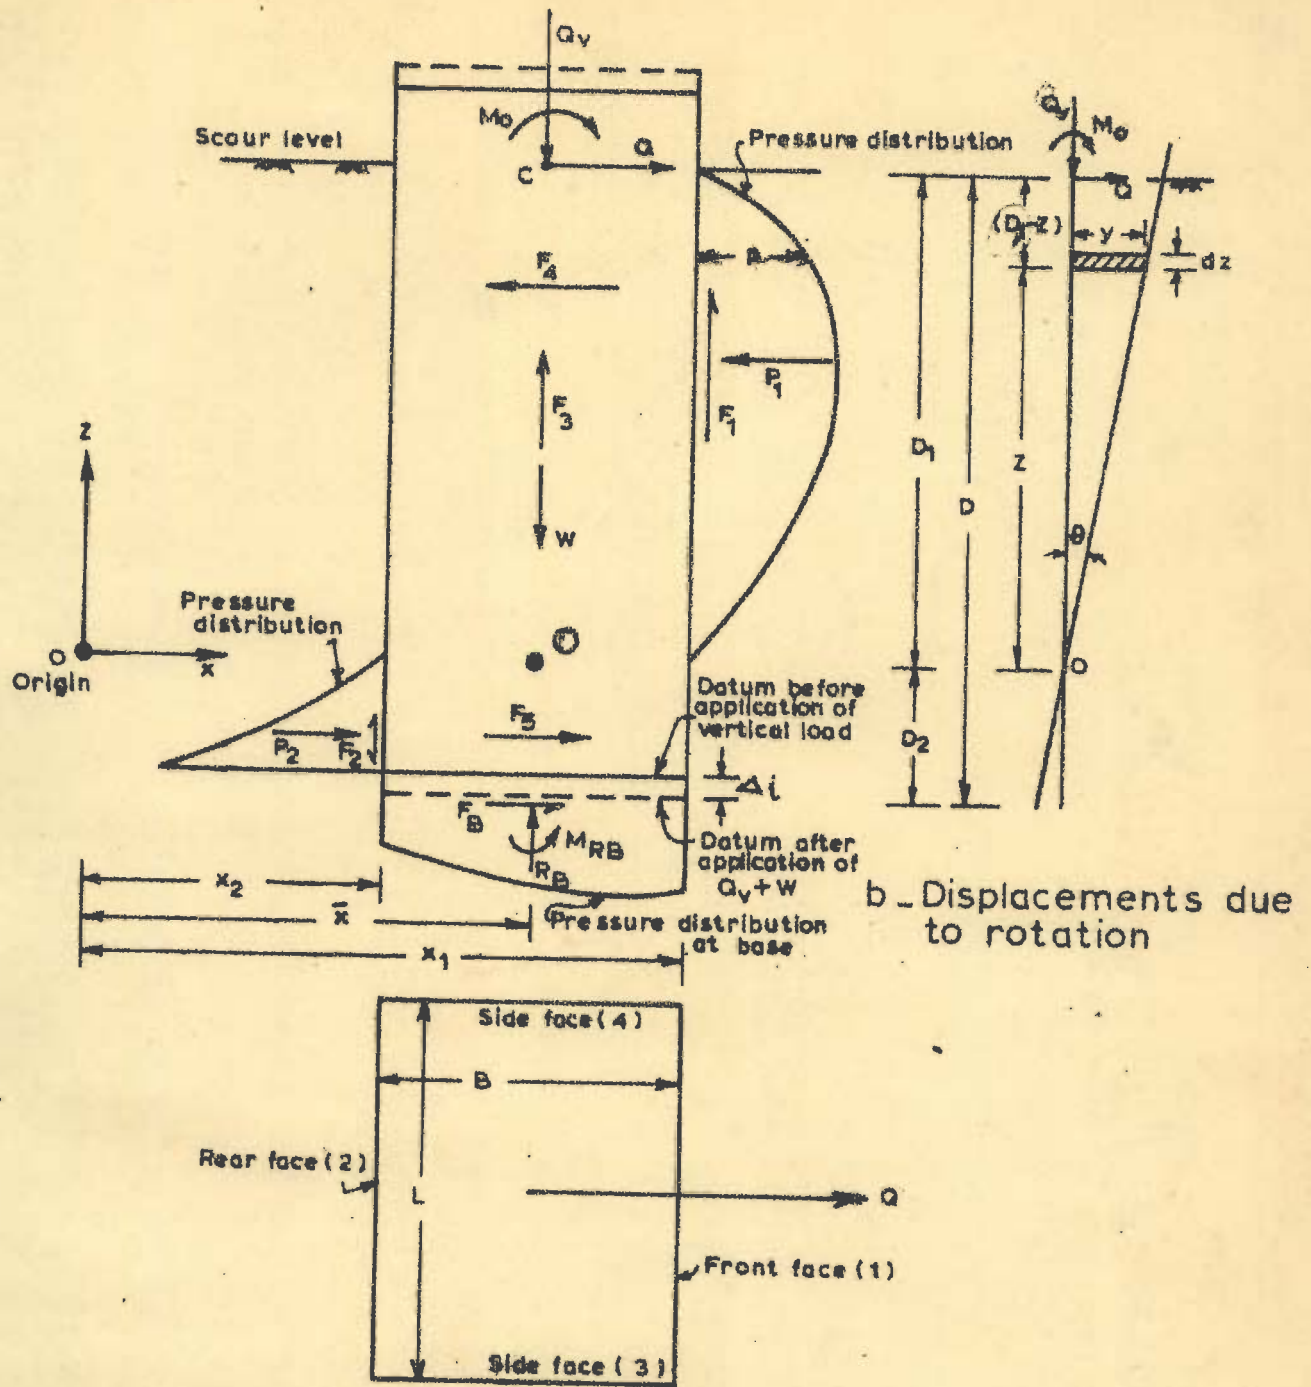 Qv
Mo
Scour level
Q
C
Pressure distribution
Qv
Mo
Q
(D1-Z)
y
dz
p
F4
P1
F1
F3
W
D1
D
Z
θ
Z
Pressure
distribution
O
Origin
x
O
Datum before
application of
vertical load
F5
P2
F2
D2
Δi
FB
MRB
RB
Datum after
application of
Qv+W
x2
x̄
Pressure distribution
at base
x1
b_Displacements due
to rotation
Side face(4)
B
Rear face(2)
L
Q
Front face(1)
Side face(3)